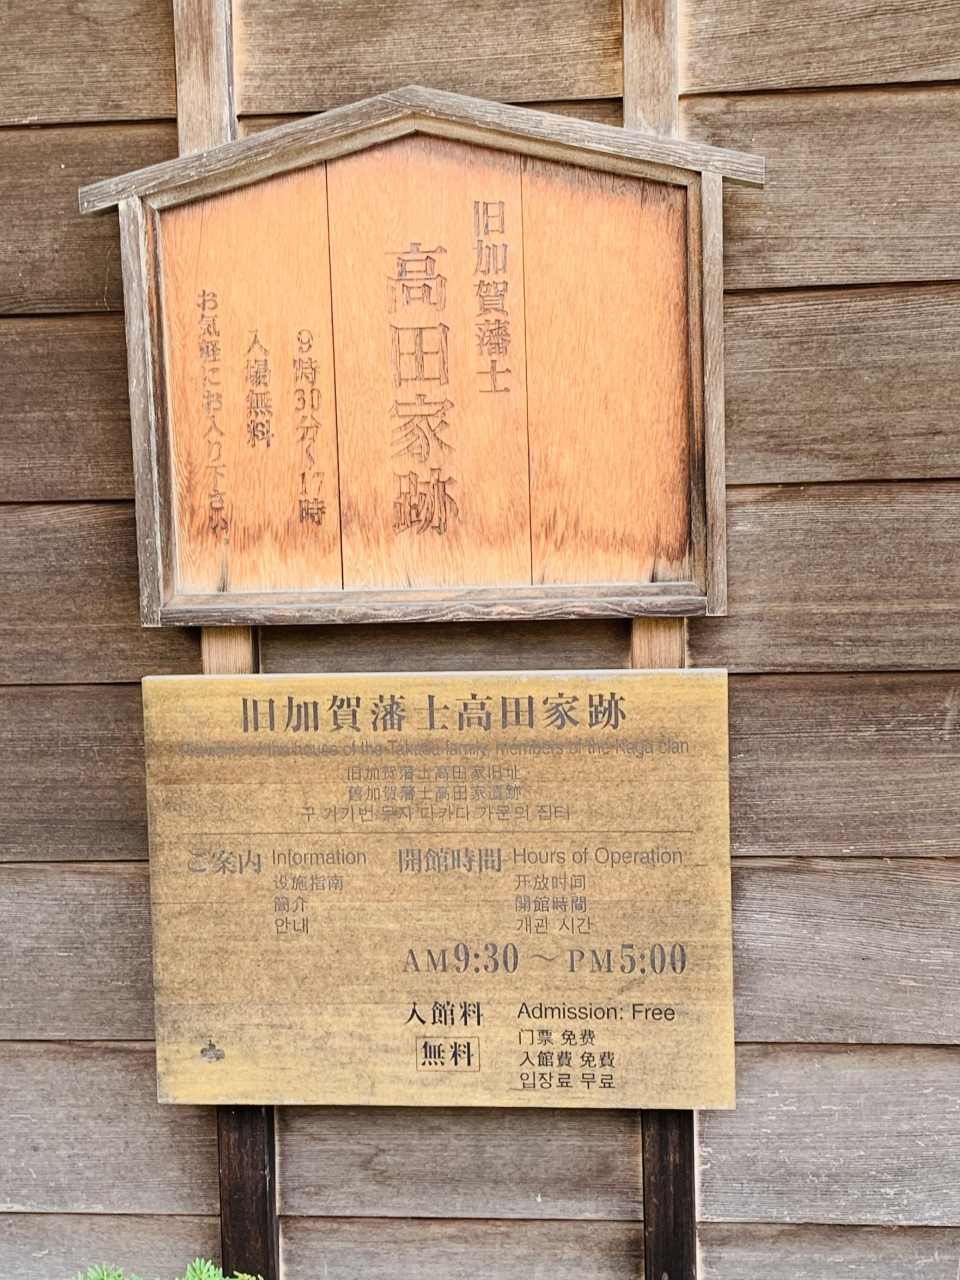 旧加賀藩士
高田家跡
9時30分〜17時
入場無料
お気軽にお入り下さい。
旧加賀藩士高田家跡
Remains of the house of the Takada family, members of the Kaga clan
旧加贺藩士高田家旧址
舊加賀藩士高田家遺跡
구 가가번 무사 다카다 가문의 집터
ご案内 Information
设施指南
簡介
안내
開館時間 Hours of Operation
开放时间
開館時間
개관 시간
AM9:30 ～ PM5:00
入館料 Admission: Free
無料
门票 免费
入館費 免費
입장료 무료